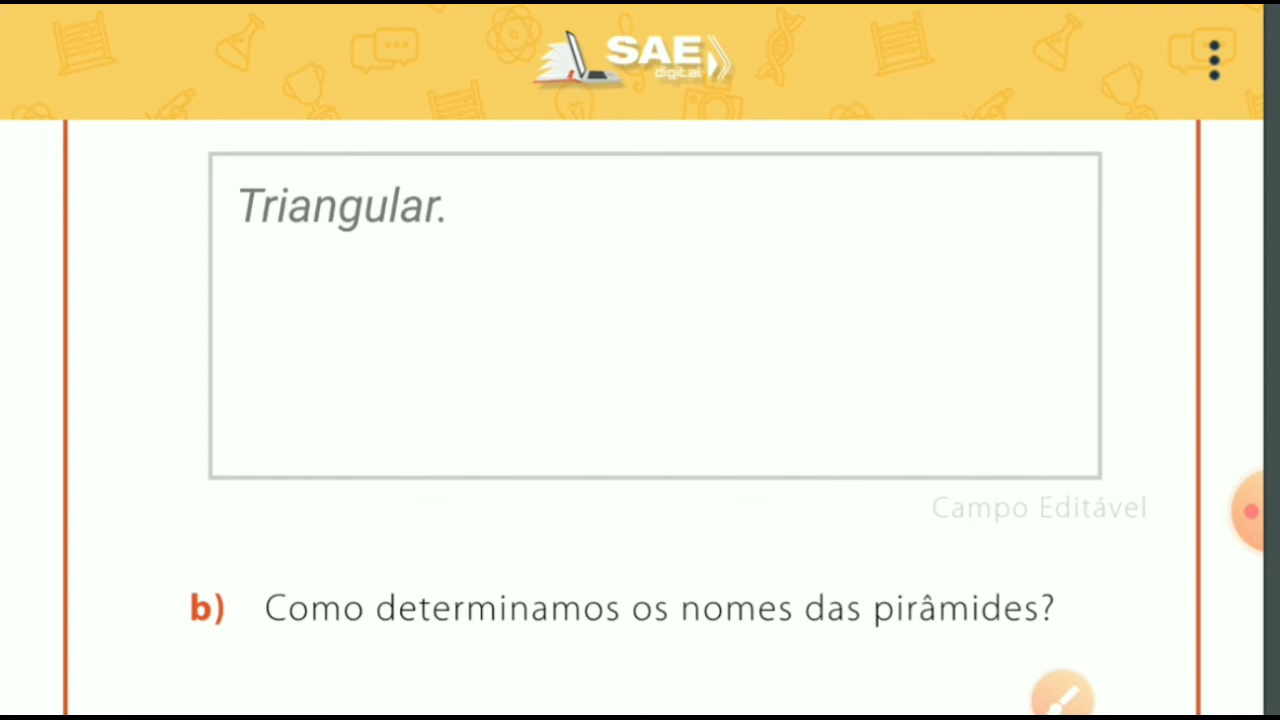 SAE
digital
Triangular.
Campo Editável
b) Como determinamos os nomes das pirâmides?